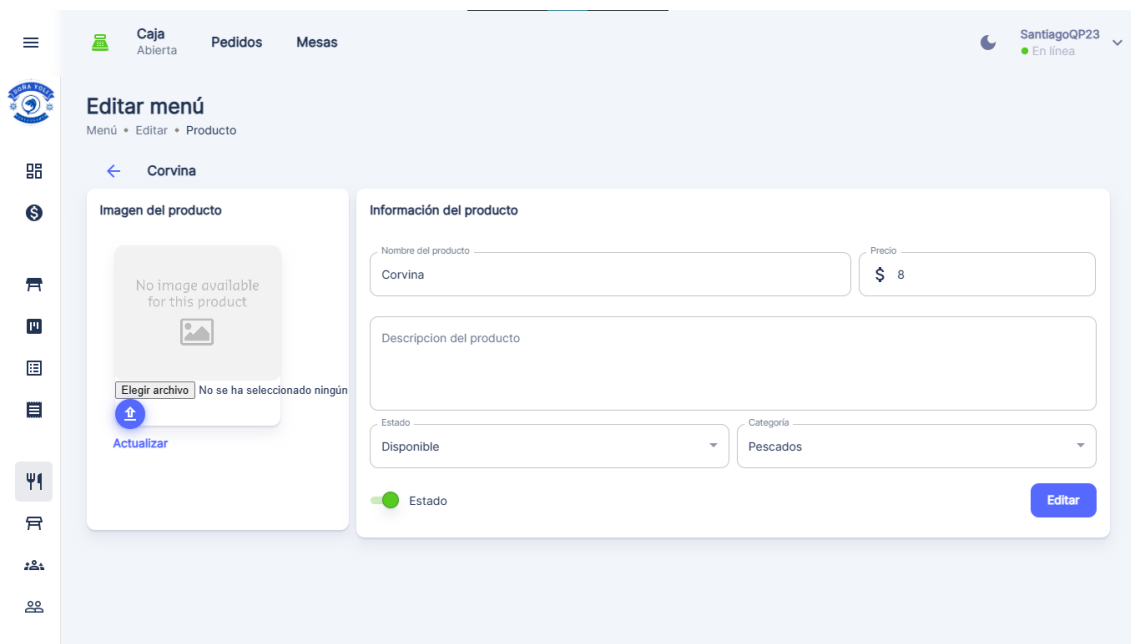 Caja
Abierta
Pedidos
Mesas
SantiagoQP23
En línea
DOÑA YOLI
Editar menú
Menú • Editar • Producto
Corvina
Imagen del producto
No image available
for this product
Elegir archivo No se ha seleccionado ningún
Actualizar
Información del producto
Nombre del producto
Corvina
Precio
$ 8
Descripcion del producto
Estado
Disponible
Categoría
Pescados
Estado
Editar